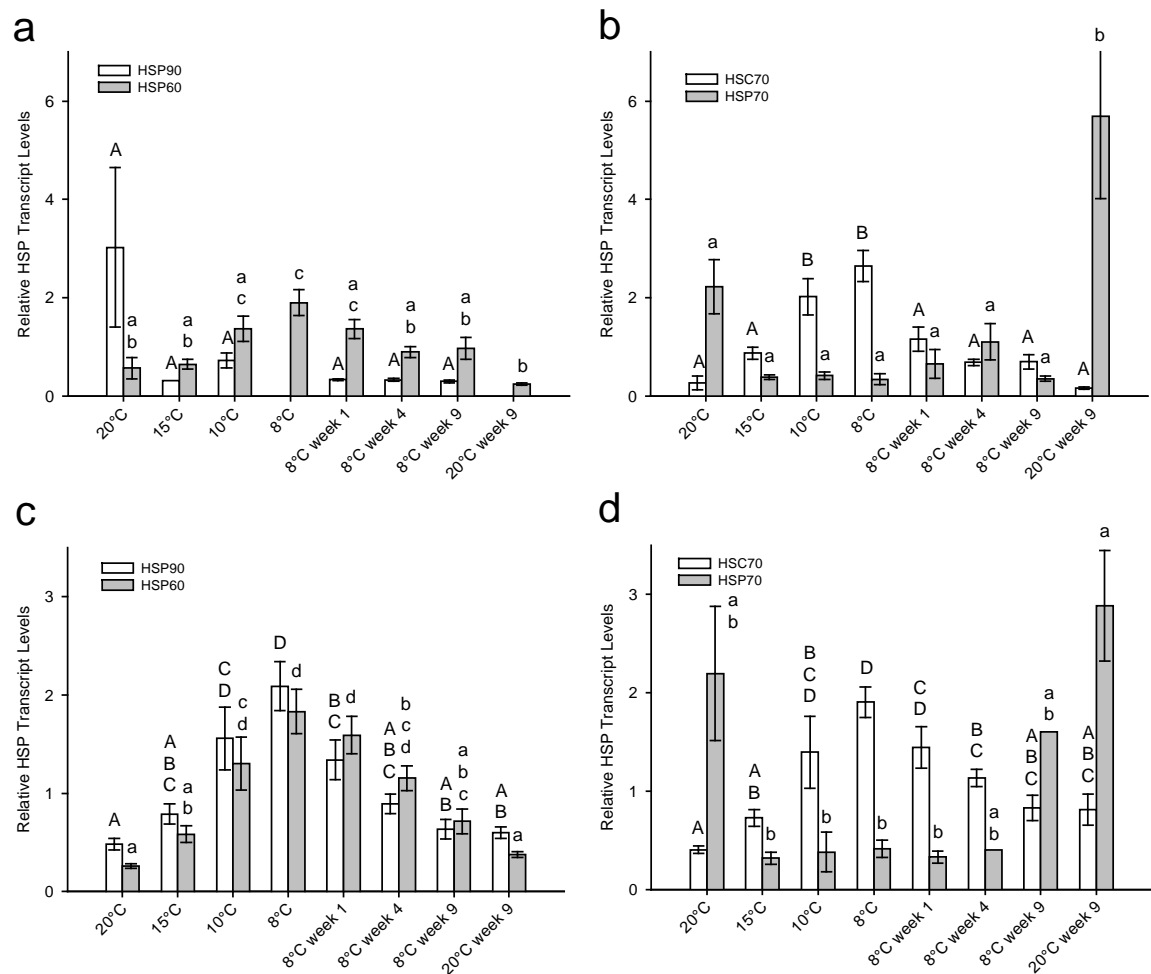 a
Relative HSP Transcript Levels
HSP90
HSP60
6
4
2
0
A
a
b
A
a
b
A
a
c
c
A
a
c
A
a
b
A
a
b
b
20°C
15°C
10°C
8°C
8°C week 1
8°C week 4
8°C week 9
20°C week 9
b
Relative HSP Transcript Levels
HSC70
HSP70
6
4
2
0
A
a
A
a
B
a
B
a
A
a
A
a
A
a
A
b
20°C
15°C
10°C
8°C
8°C week 1
8°C week 4
8°C week 9
20°C week 9
c
Relative HSP Transcript Levels
HSP90
HSP60
3
2
1
0
A
a
A
B
C
a
b
C
D
c
d
D
d
B
C
d
A
B
C
b
c
d
A
B
a
b
c
A
B
a
20°C
15°C
10°C
8°C
8°C week 1
8°C week 4
8°C week 9
20°C week 9
d
Relative HSP Transcript Levels
HSC70
HSP70
3
2
1
0
A
a
b
A
B
b
B
C
D
b
D
b
C
D
b
B
C
a
b
A
B
C
a
b
A
B
C
a
20°C
15°C
10°C
8°C
8°C week 1
8°C week 4
8°C week 9
20°C week 9